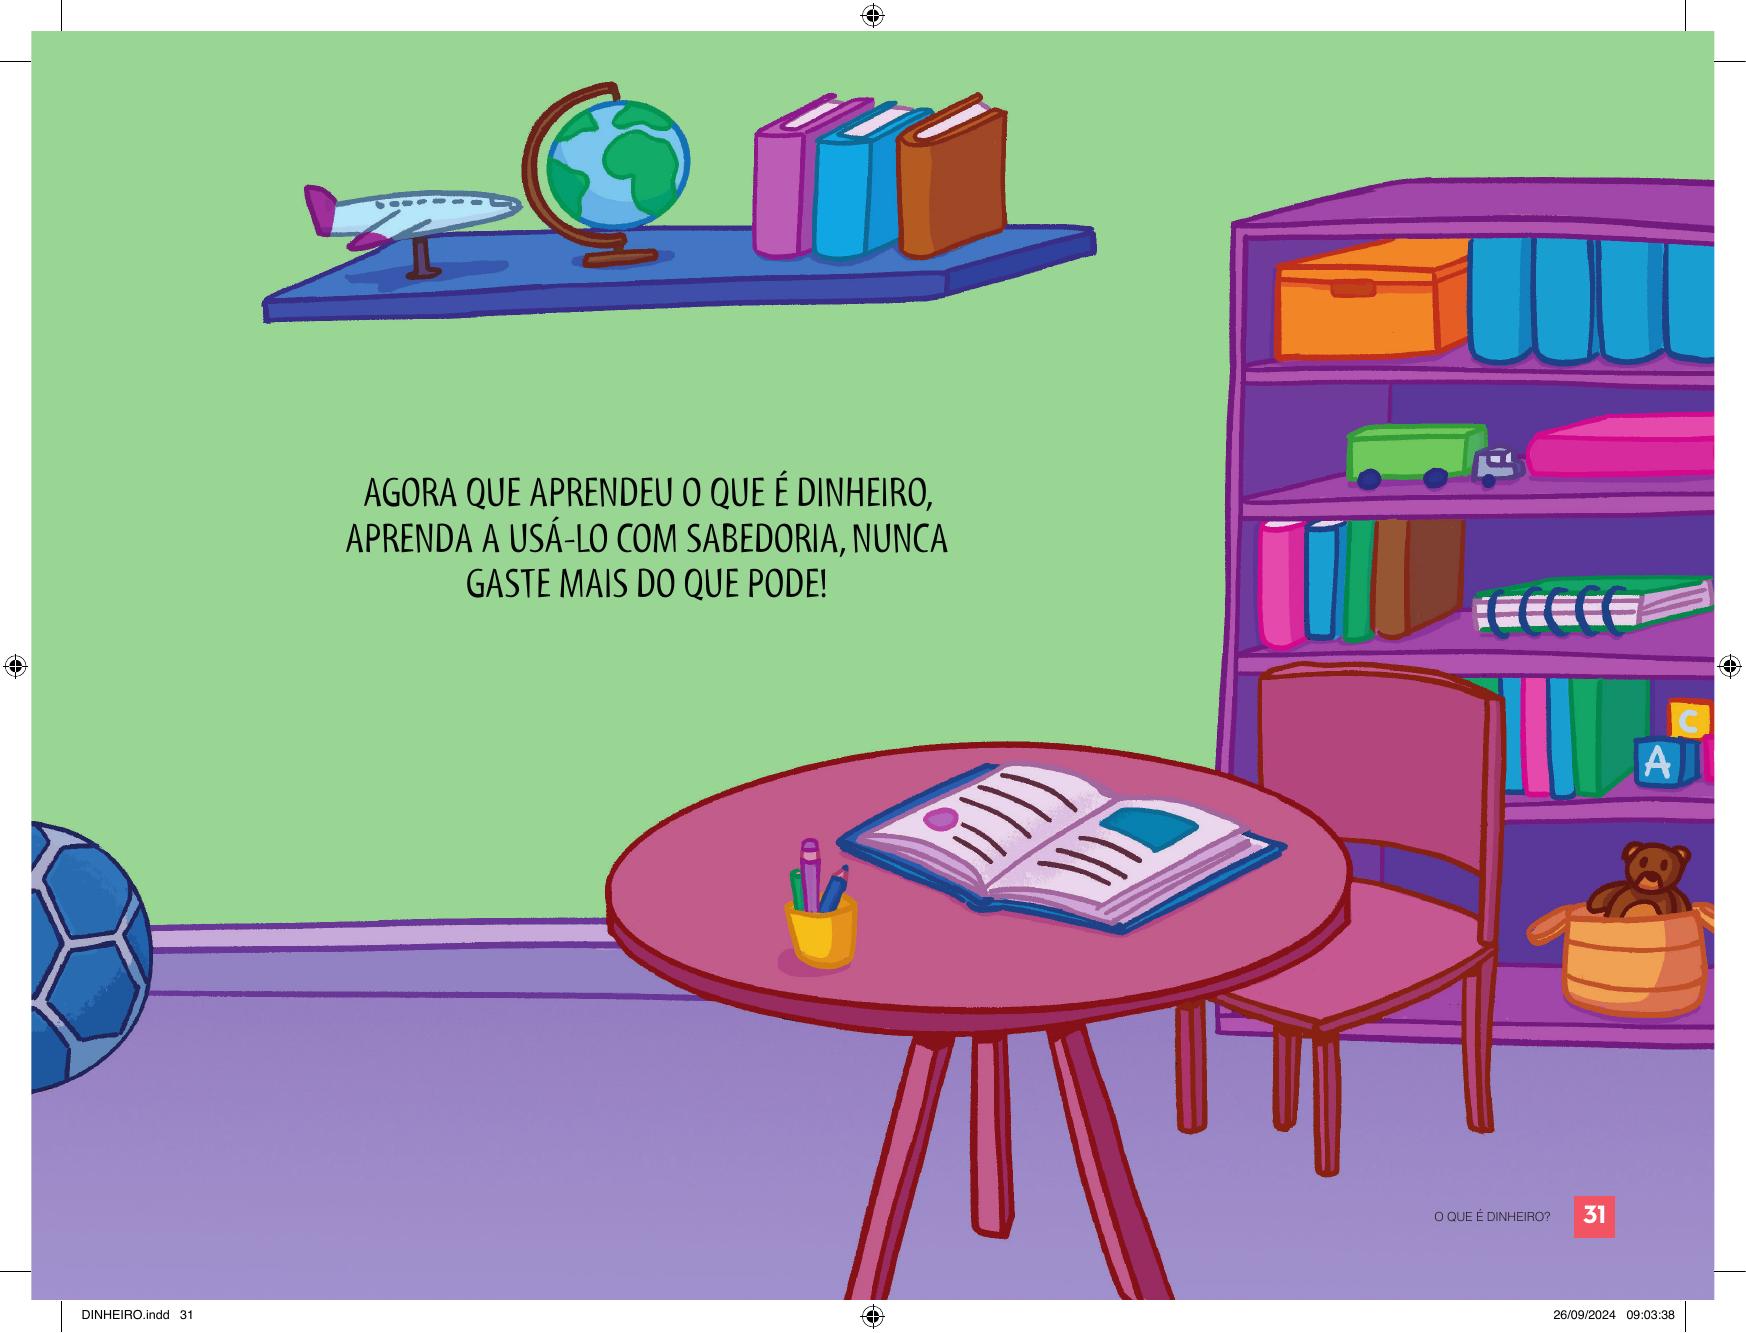 AGORA QUE APRENDEU O QUE É DINHEIRO,
APRENDA A USÁ-LO COM SABEDORIA, NUNCA
GASTE MAIS DO QUE PODE!
C
A
O QUE É DINHEIRO? 31
DINHEIRO.indd 31 26/09/2024 09:03:38